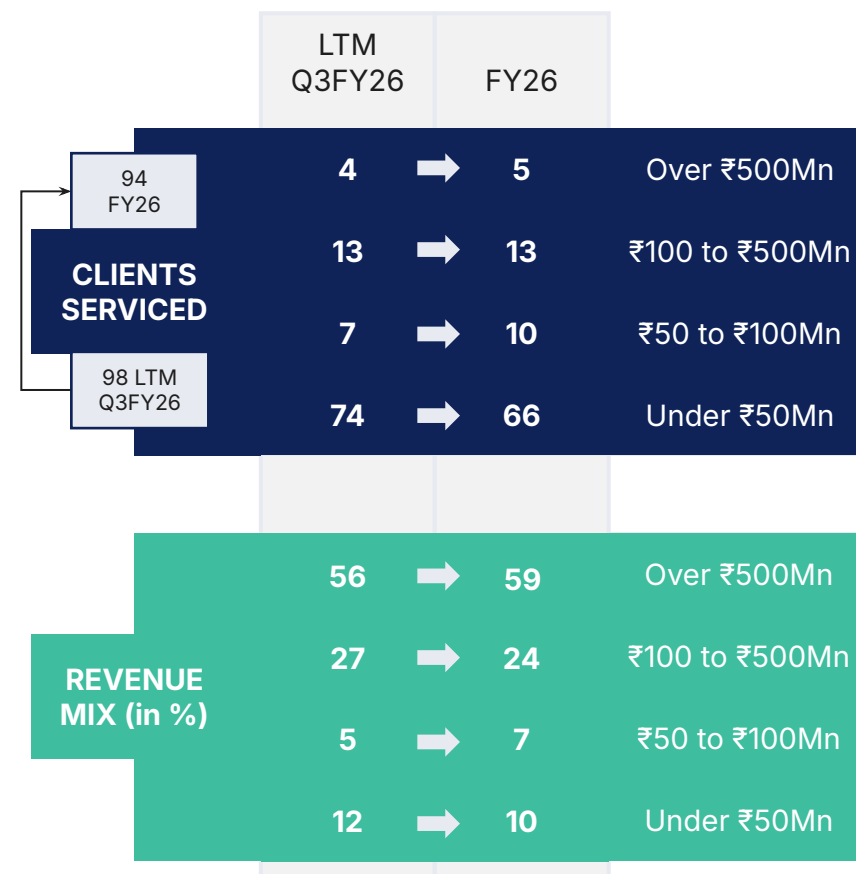 LTM
Q3FY26
FY26
94
FY26
CLIENTS
SERVICED
98 LTM
Q3FY26
4 5 Over ₹500Mn
13 13 ₹100 to ₹500Mn
7 10 ₹50 to ₹100Mn
74 66 Under ₹50Mn
REVENUE
MIX (in %)
56 59 Over ₹500Mn
27 24 ₹100 to ₹500Mn
5 7 ₹50 to ₹100Mn
12 10 Under ₹50Mn